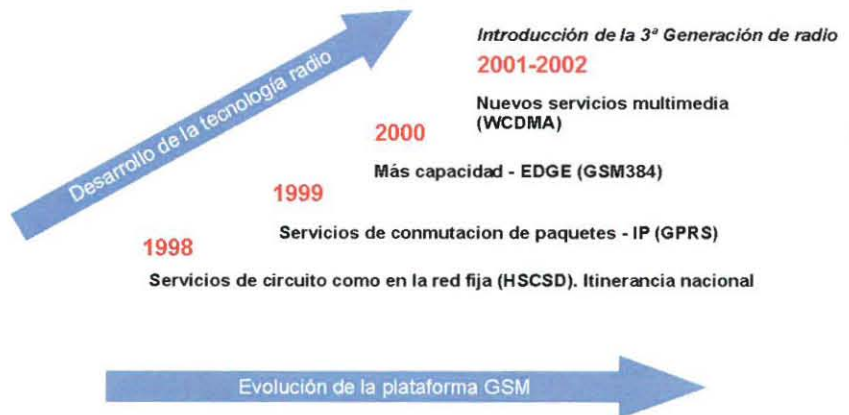 Introducción de la 3ª Generación de radio
2001-2002
Nuevos servicios multimedia
(WCDMA)
Desarrollo de la tecnología radio
2000
Más capacidad - EDGE (GSM384)
1999
Servicios de conmutacion de paquetes - IP (GPRS)
1998
Servicios de circuito como en la red fija (HSCSD). Itinerancia nacional
Evolución de la plataforma GSM